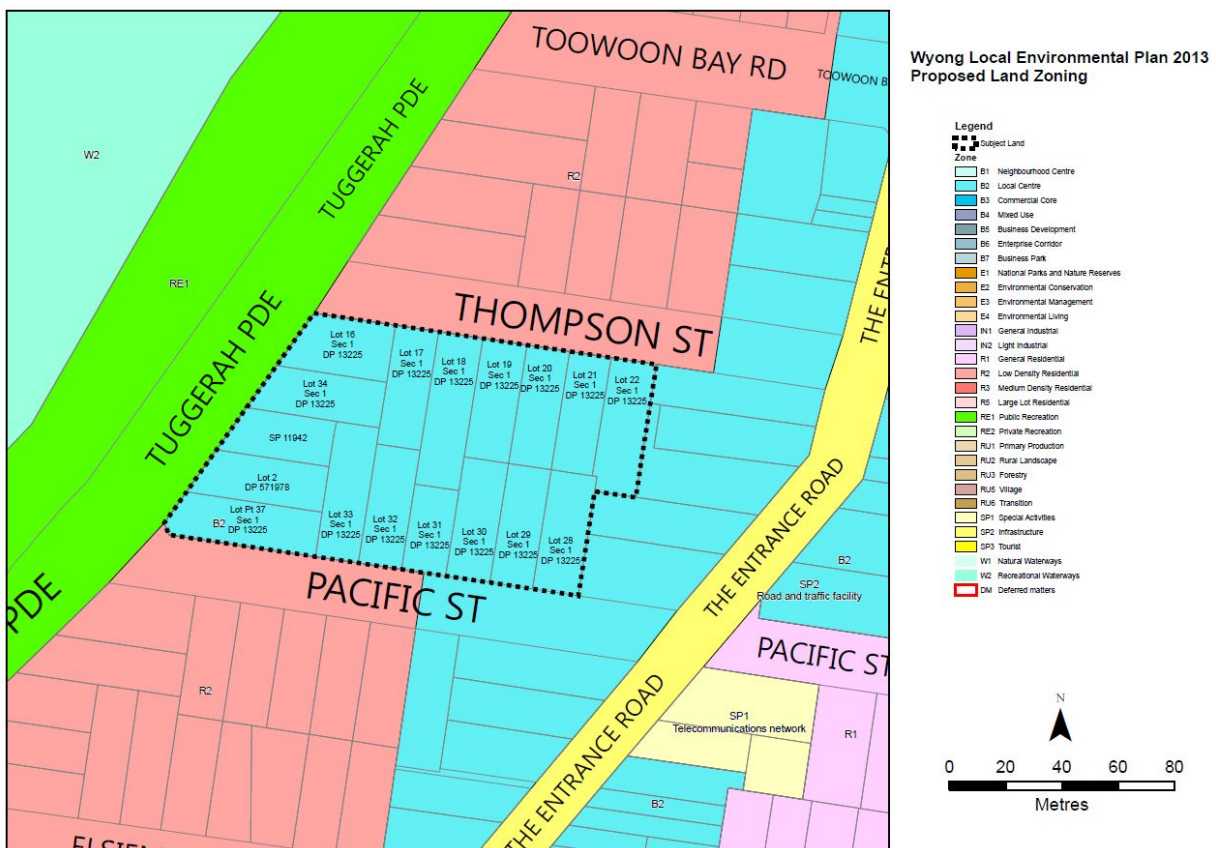 TOOWOON BAY RD
TOOWOON B
TUGGERAH PDE
W2
R2
RE1
THE ENTE
TUGGERAH PDE
THOMPSON ST
Lot 16
Sec 1
DP 13225
Lot 17
Sec 1
DP 13225
Lot 18
Sec 1
DP 13225
Lot 19
Sec 1
DP 13225
Lot 20
Sec 1
DP 13225
Lot 21
Sec 1
DP 13225
Lot 22
Sec 1
DP 13225
Lot 34
Sec 1
DP 13225
SP 11942
Lot 2
DP 571978
Lot Pt 37
Sec 1
DP 13225
B2
Lot 33
Sec 1
DP 13225
Lot 32
Sec 1
DP 13225
Lot 31
Sec 1
DP 13225
Lot 30
Sec 1
DP 13225
Lot 29
Sec 1
DP 13225
Lot 28
Sec 1
DP 13225
THE ENTRANCE ROAD
B2
SP2
Road and traffic facility
PDE
PACIFIC ST
PACIFIC ST
R2
SP1
Telecommunications network
R1
THE ENTRANCE ROAD
B2
Wyong Local Environmental Plan 2013
Proposed Land Zoning
Legend
Subject Land
Zone
B1 Neighbourhood Centre
B2 Local Centre
B3 Commercial Core
B4 Mixed Use
B5 Business Development
B6 Enterprise Corridor
B7 Business Park
E1 National Parks and Nature Reserves
E2 Environmental Conservation
E3 Environmental Management
E4 Environmental Living
IN1 General Industrial
IN2 Light Industrial
R1 General Residential
R2 Low Density Residential
R3 Medium Density Residential
R5 Large Lot Residential
RE1 Public Recreation
RE2 Private Recreation
RU1 Primary Production
RU2 Rural Landscape
RU3 Forestry
RU5 Village
RU6 Transition
SP1 Special Activities
SP2 Infrastructure
SP3 Tourist
W1 Natural Waterways
W2 Recreational Waterways
DM Deferred matters
N
0 20 40 60 80
Metres